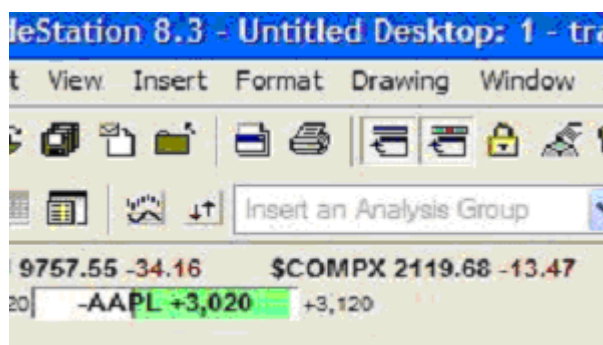 deStation 8.3 - Untitled Desktop: 1 - tra
t View Insert Format Drawing Window
Insert an Analysis Group
9757.55 -34.16 $COMPX 2119.68 -13.47
20 -AAPL +3,020 +3,120